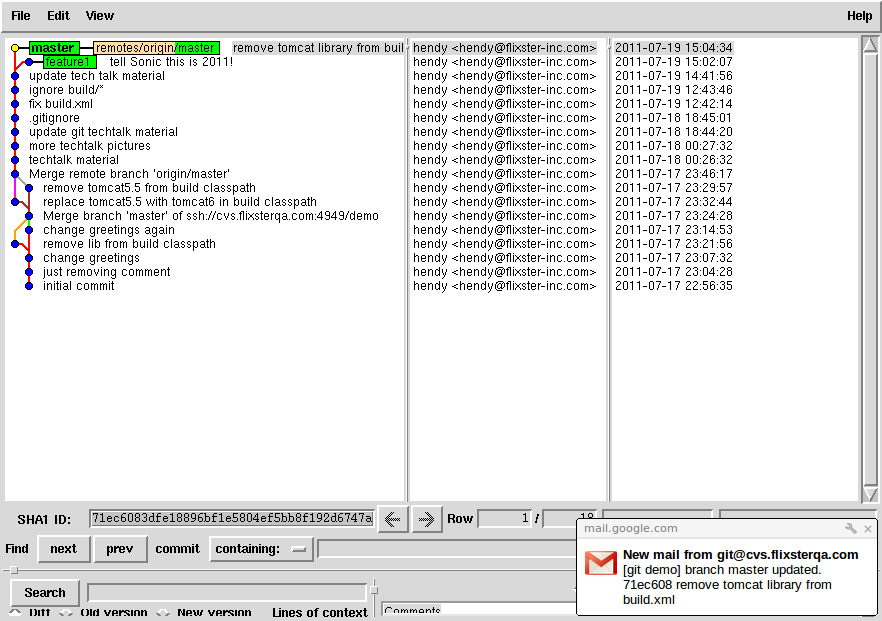 File Edit View Help
master remotes/origin/master remove tomcat library from buil hendy <hendy@flixster-inc.com> 2011-07-19 15:04:34
feature1 tell Sonic this is 2011! hendy <hendy@flixster-inc.com> 2011-07-19 15:02:07
update tech talk material hendy <hendy@flixster-inc.com> 2011-07-19 14:41:56
ignore build/* hendy <hendy@flixster-inc.com> 2011-07-19 12:43:46
fix build.xml hendy <hendy@flixster-inc.com> 2011-07-19 12:42:14
.gitignore hendy <hendy@flixster-inc.com> 2011-07-18 18:45:01
update git techtalk material hendy <hendy@flixster-inc.com> 2011-07-18 18:44:20
more techtalk pictures hendy <hendy@flixster-inc.com> 2011-07-18 00:27:32
techtalk material hendy <hendy@flixster-inc.com> 2011-07-18 00:26:32
Merge remote branch 'origin/master' hendy <hendy@flixster-inc.com> 2011-07-17 23:46:17
remove tomcat5.5 from build classpath hendy <hendy@flixster-inc.com> 2011-07-17 23:29:57
replace tomcat5.5 with tomcat6 in build classpath hendy <hendy@flixster-inc.com> 2011-07-17 23:32:44
Merge branch 'master' of ssh://cvs.flixsterqa.com:4949/demo hendy <hendy@flixster-inc.com> 2011-07-17 23:24:28
change greetings again hendy <hendy@flixster-inc.com> 2011-07-17 23:14:53
remove lib from build classpath hendy <hendy@flixster-inc.com> 2011-07-17 23:21:56
change greetings hendy <hendy@flixster-inc.com> 2011-07-17 23:07:32
just removing comment hendy <hendy@flixster-inc.com> 2011-07-17 23:04:28
initial commit hendy <hendy@flixster-inc.com> 2011-07-17 22:56:35
SHA1 ID: 71ec6083dfe18896bf1e5804ef5bb8f192d6747a Row 1 / 18
Find next prev commit containing:
Search
Diff Old version New version Lines of context Comments
mail.google.com
New mail from git@cvs.flixsterqa.com
[git demo] branch master updated.
71ec608 remove tomcat library from
build.xml